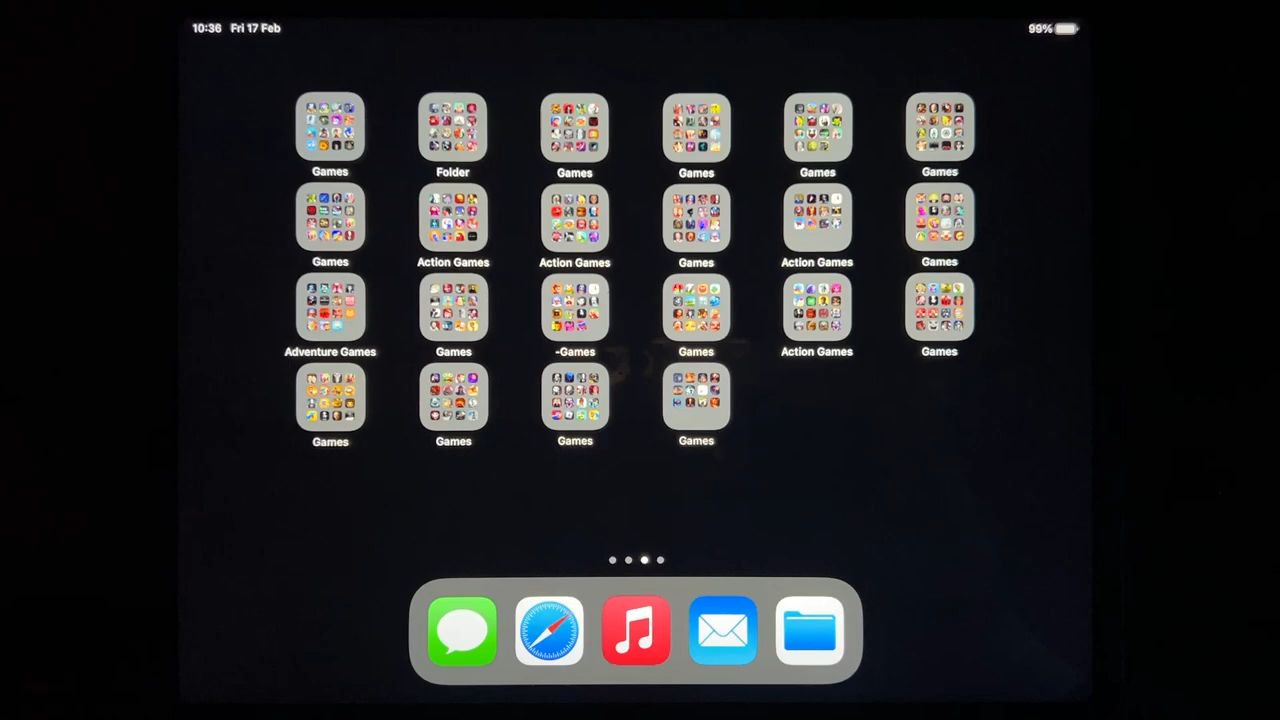 10:36 Fri 17 Feb 99%
Games Folder Games Games Games Games
Games Action Games Action Games Games Action Games Games
Adventure Games Games -Games Games Action Games Games
Games Games Games Games